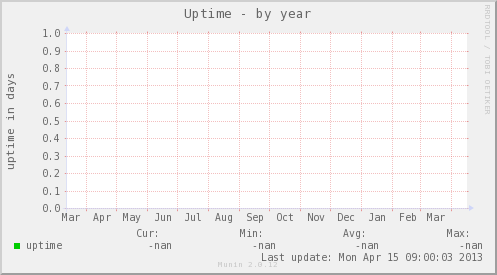 Uptime - by year
RRDTOOL / TOBI OETIKER
uptime in days
1.0
0.9
0.8
0.7
0.6
0.5
0.4
0.3
0.2
0.1
0.0
Mar Apr May Jun Jul Aug Sep Oct Nov Dec Jan Feb Mar
Cur: Min: Avg: Max:
uptime -nan -nan -nan -nan
Last update: Mon Apr 15 09:00:03 2013
Munin 2.0.12